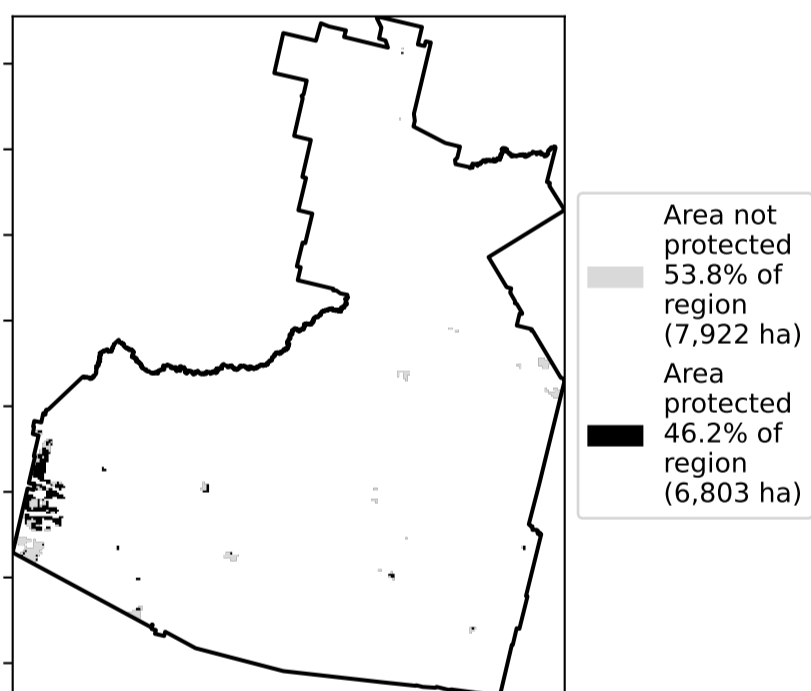 Area not
protected
53.8% of
region
(7,922 ha)
Area
protected
46.2% of
region
(6,803 ha)